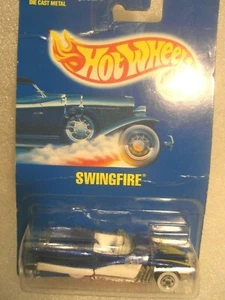 DIE CAST METAL
Hot Wheels
SWINGFIRE®